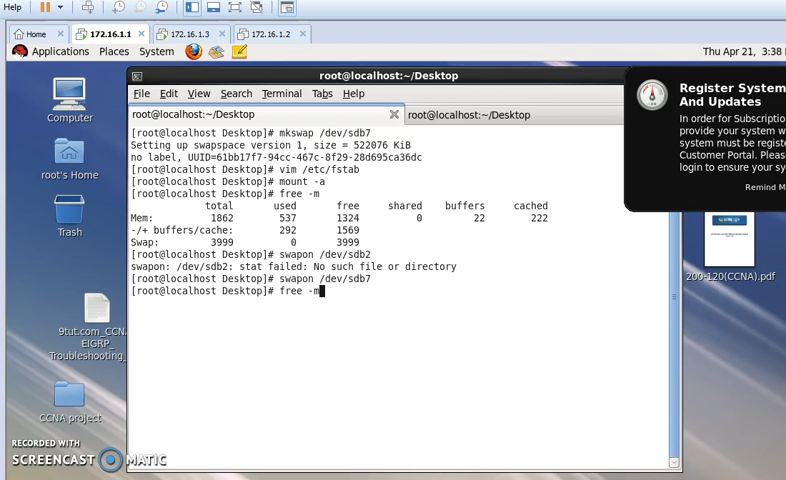 Help
Home
172.16.1.1
172.16.1.3
172.16.1.2
Applications Places System
Thu Apr 21, 3:38
root@localhost:~/Desktop
File Edit View Search Terminal Tabs Help
root@localhost:~/Desktop
root@localhost:~/Desktop
[root@localhost Desktop]# mkswap /dev/sdb7
Setting up swapspace version 1, size = 522076 KiB
no label, UUID=61bb17f7-94cc-467c-8f29-28d695ca36dc
[root@localhost Desktop]# vim /etc/fstab
[root@localhost Desktop]# mount -a
[root@localhost Desktop]# free -m
total used free shared buffers cached
Mem: 1862 537 1324 0 22 222
-/+ buffers/cache: 292 1569
Swap: 3999 0 3999
[root@localhost Desktop]# swapon /dev/sdb2
swapon: /dev/sdb2: stat failed: No such file or directory
[root@localhost Desktop]# swapon /dev/sdb7
[root@localhost Desktop]# free -m
Computer
root's Home
Trash
9tut.com_CCN
EIGRP_
Troubleshooting_
CCNA project
Register System
And Updates
In order for Subscriptio
provide your system w
system must be registe
Customer Portal. Pleas
login to ensure your sy
Remind M
200-120(CCNA).pdf
RECORDED WITH
SCREENCAST MATIC